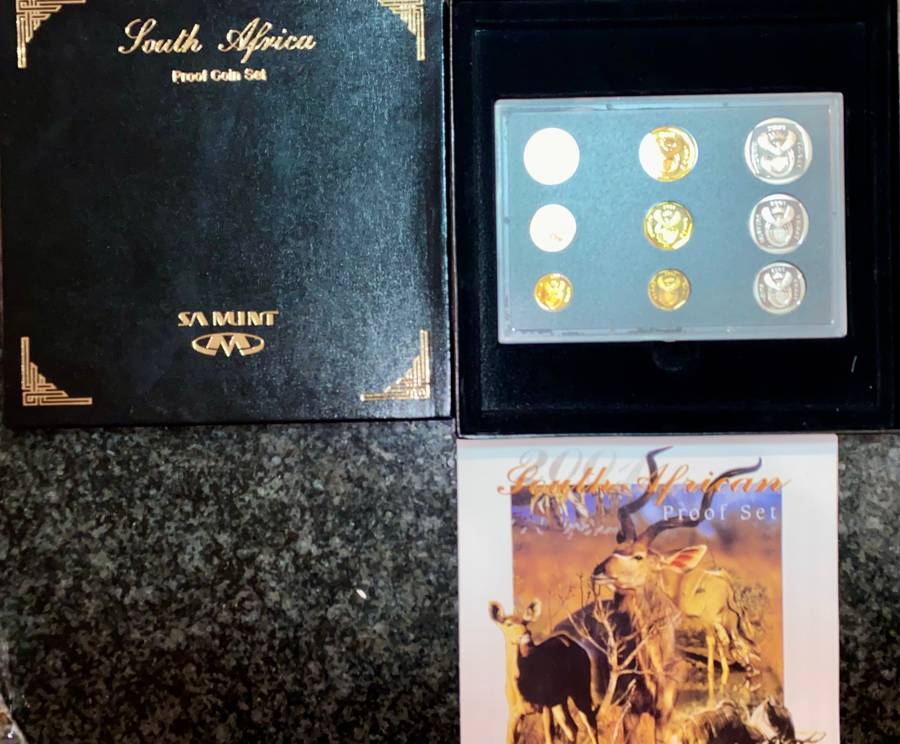 South Africa
Proof Coin Set
SA MINT
South African
Proof Set